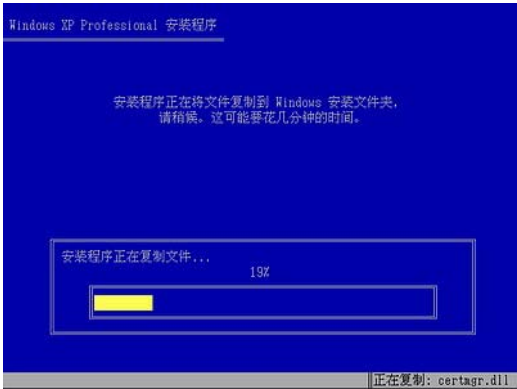 Windows XP Professional 安装程序
安装程序正在将文件复制到 Windows 安装文件夹,
请稍候。这可能要花几分钟的时间。
安装程序正在复制文件...
19%
正在复制: certmgr.dll